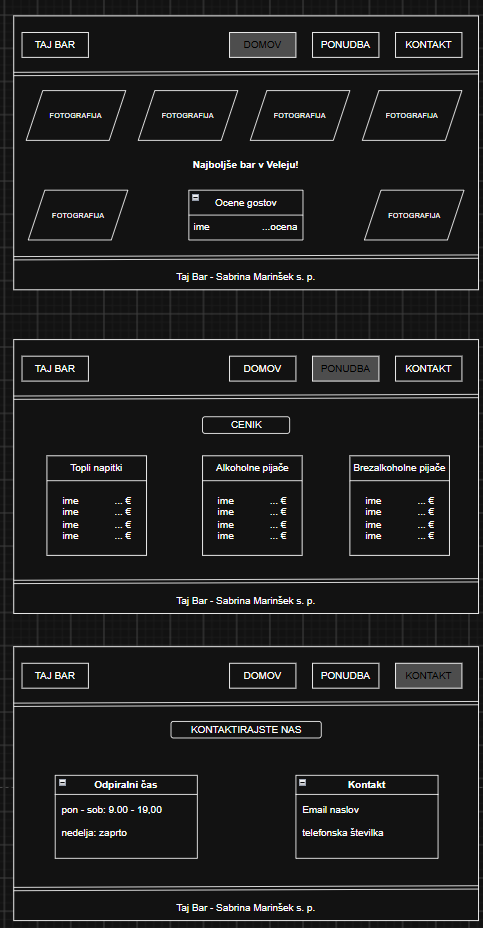 TAJ BAR DOMOV PONUDBA KONTAKT
FOTOGRAFIJA FOTOGRAFIJA FOTOGRAFIJA FOTOGRAFIJA
Najboljše bar v Veleju!
FOTOGRAFIJA Ocene gostov FOTOGRAFIJA
ime ...ocena
Taj Bar - Sabrina Marinšek s. p.
TAJ BAR DOMOV PONUDBA KONTAKT
CENIK
Topli napitki Alkoholne pijače Brezalkoholne pijače
ime ... € ime ... € ime ... €
ime ... € ime ... € ime ... €
ime ... € ime ... € ime ... €
ime ... € ime ... € ime ... €
Taj Bar - Sabrina Marinšek s. p.
TAJ BAR DOMOV PONUDBA KONTAKT
KONTAKTIRAJSTE NAS
Odpiralni čas Kontakt
pon - sob: 9.00 - 19,00 Email naslov
nedelja: zaprto telefonska številka
Taj Bar - Sabrina Marinšek s. p.